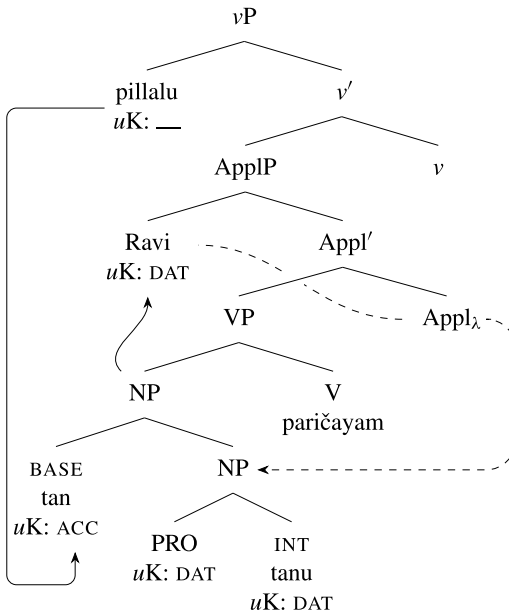 vP
pillalu
uK: __
v′
ApplP
v
Ravi
uK: DAT
Appl′
VP
Applλ
NP
V
paričayam
BASE
tan
uK: ACC
NP
PRO
uK: DAT
INT
tanu
uK: DAT